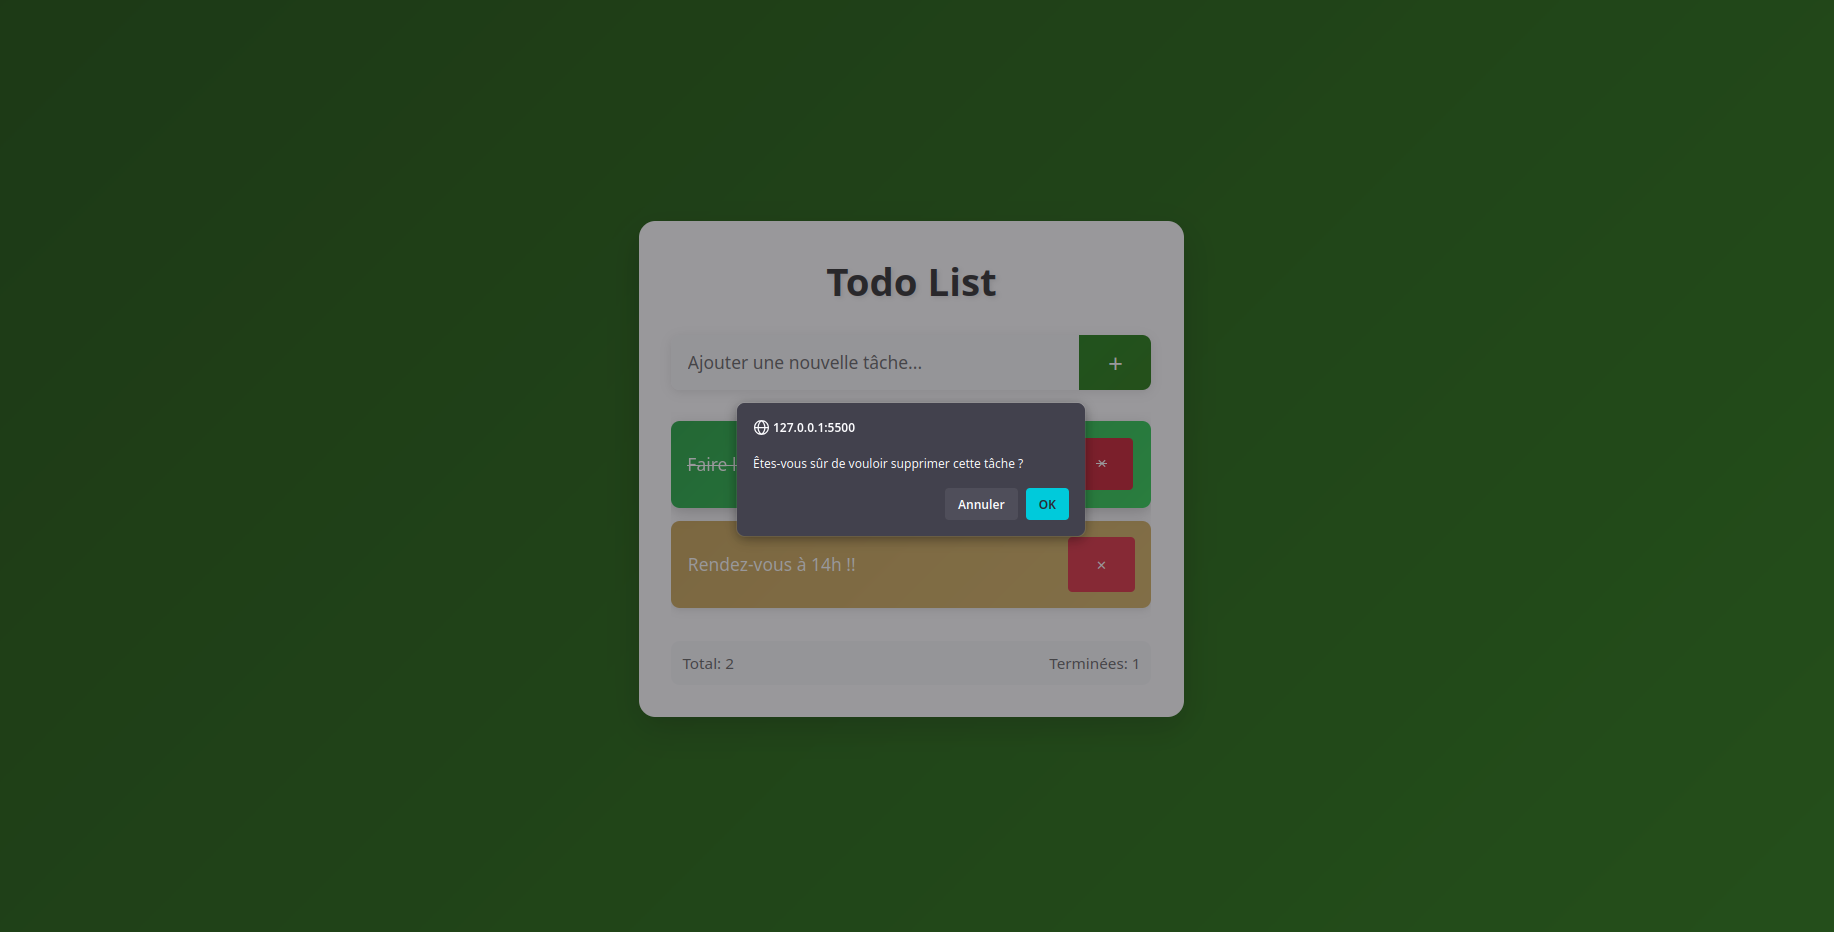 Todo List
Ajouter une nouvelle tâche...
+
127.0.0.1:5500
Êtes-vous sûr de vouloir supprimer cette tâche ?
Annuler
OK
Faire
×
Rendez-vous à 14h !!
×
Total: 2
Terminées: 1